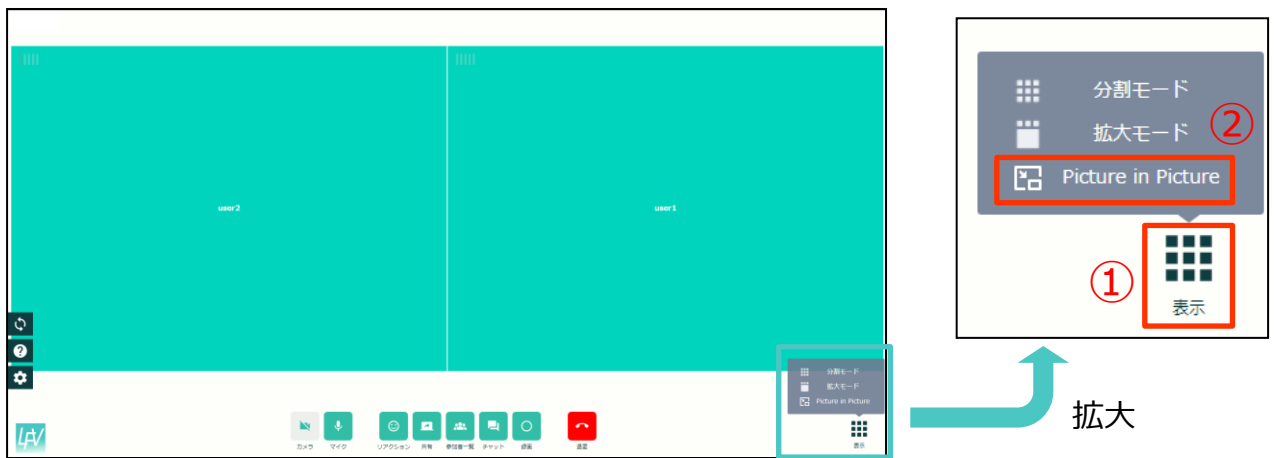 user2
user1
分割モード
拡大モード
Picture in Picture
表示
カメラ
マイク
リアクション
共有
参加者一覧
チャット
録画
退室
LFV
分割モード
拡大モード
②
Picture in Picture
①
表示
拡大